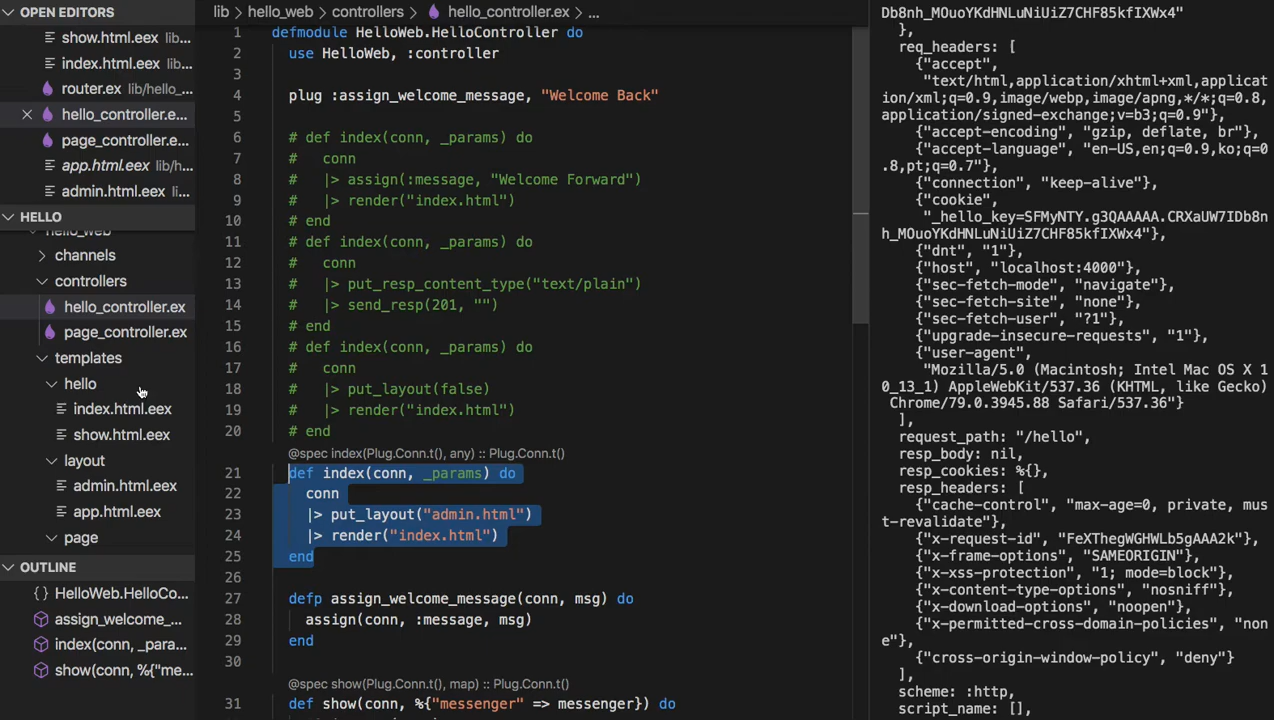 OPEN EDITORS
show.html.eex lib...
index.html.eex lib...
router.ex lib/hello_...
hello_controller.e...
page_controller.e...
app.html.eex lib/h...
admin.html.eex li...
HELLO
hello_web
channels
controllers
hello_controller.ex
page_controller.ex
templates
hello
index.html.eex
show.html.eex
layout
admin.html.eex
app.html.eex
page
OUTLINE
{} HelloWeb.HelloCo...
assign_welcome_...
index(conn, _para...
show(conn, %{"me...
lib > hello_web > controllers > hello_controller.ex > ...
1 defmodule HelloWeb.HelloController do
2 use HelloWeb, :controller
3
4 plug :assign_welcome_message, "Welcome Back"
5
6 # def index(conn, _params) do
7 #   conn
8 #   |> assign(:message, "Welcome Forward")
9 #   |> render("index.html")
10 # end
11 # def index(conn, _params) do
12 #   conn
13 #   |> put_resp_content_type("text/plain")
14 #   |> send_resp(201, "")
15 # end
16 # def index(conn, _params) do
17 #   conn
18 #   |> put_layout(false)
19 #   |> render("index.html")
20 # end
@spec index(Plug.Conn.t(), any) :: Plug.Conn.t()
21 def index(conn, _params) do
22 conn
23 |> put_layout("admin.html")
24 |> render("index.html")
25 end
26
27 defp assign_welcome_message(conn, msg) do
28 assign(conn, :message, msg)
29 end
30
@spec show(Plug.Conn.t(), map) :: Plug.Conn.t()
31 def show(conn, %{"messenger" => messenger}) do
Db8nh_MOuoYKdHNLuNiUiZ7CHF85kfIXWx4"
},
req_headers: [
{"accept",
"text/html,application/xhtml+xml,applicat
ion/xml;q=0.9,image/webp,image/apng,*/*;q=0.8,
application/signed-exchange;v=b3;q=0.9"},
{"accept-encoding", "gzip, deflate, br"},
{"accept-language", "en-US,en;q=0.9,ko;q=0
.8,pt;q=0.7"},
{"connection", "keep-alive"},
{"cookie",
"_hello_key=SFMyNTY.g3QAAAAA.CRXaUW7IDb8n
h_MOuoYKdHNLuNiUiZ7CHF85kfIXWx4"},
{"dnt", "1"},
{"host", "localhost:4000"},
{"sec-fetch-mode", "navigate"},
{"sec-fetch-site", "none"},
{"sec-fetch-user", "?1"},
{"upgrade-insecure-requests", "1"},
{"user-agent",
"Mozilla/5.0 (Macintosh; Intel Mac OS X 1
0_13_1) AppleWebKit/537.36 (KHTML, like Gecko)
Chrome/79.0.3945.88 Safari/537.36"}
],
request_path: "/hello",
resp_body: nil,
resp_cookies: %{},
resp_headers: [
{"cache-control", "max-age=0, private, mus
t-revalidate"},
{"x-request-id", "FeXThegWGHWLb5gAAA2k"},
{"x-frame-options", "SAMEORIGIN"},
{"x-xss-protection", "1; mode=block"},
{"x-content-type-options", "nosniff"},
{"x-download-options", "noopen"},
{"x-permitted-cross-domain-policies", "non
e"},
{"cross-origin-window-policy", "deny"}
],
scheme: :http,
script_name: [],